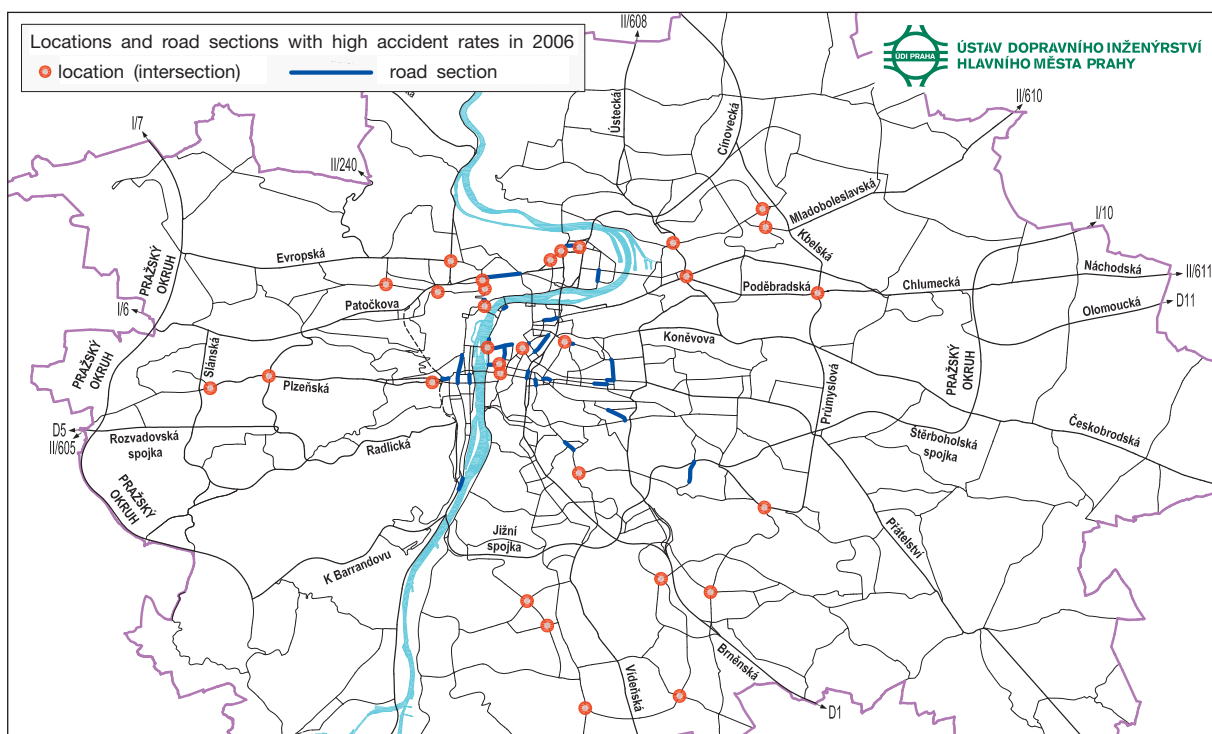 Locations and road sections with high accident rates in 2006
location (intersection) road section
ÚDI PRAHA
ÚSTAV DOPRAVNÍHO INŽENÝRSTVÍ
HLAVNÍHO MĚSTA PRAHY
II/608
II/610
I/7
II/240
Ústecká
Cínovecká
Mladoboleslavská
Kbelská
I/10
PRAŽSKÝ
OKRUH
Evropská
Náchodská
II/611
Poděbradská
Chlumecká
Olomoucká
D11
I/6
Patočkova
Koněvova
PRAŽSKÝ
OKRUH
Slánská
Plzeňská
Průmyslová
PRAŽSKÝ
OKRUH
D5
II/605
Rozvadovská
spojka
Radlická
Štěrboholská
spojka
Českobrodská
PRAŽSKÝ
OKRUH
K Barrandovu
Jižní
spojka
Přátelství
Vídeňská
Brněnská
D1